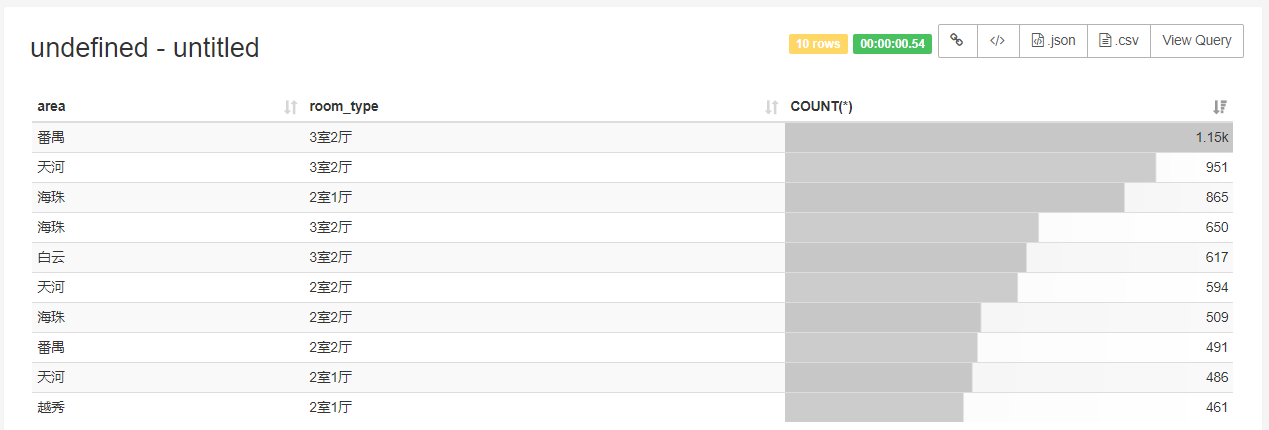 undefined - untitled
10 rows 00:00:00.54 </> .json .csv View Query
area room_type COUNT(*)
番禺 3室2厅 1.15k
天河 3室2厅 951
海珠 2室1厅 865
海珠 3室2厅 650
白云 3室2厅 617
天河 2室2厅 594
海珠 2室2厅 509
番禺 2室2厅 491
天河 2室1厅 486
越秀 2室1厅 461